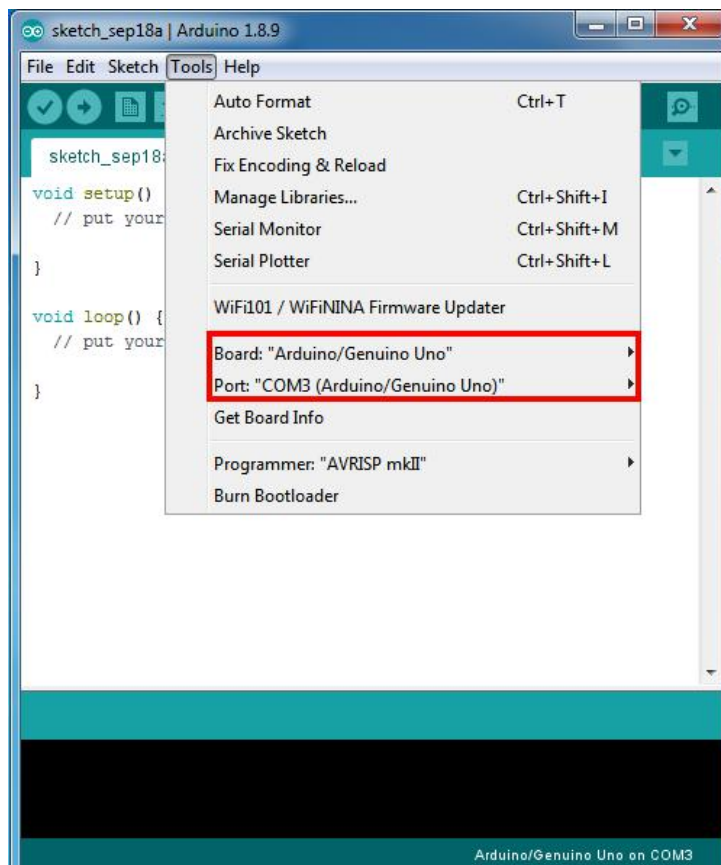 sketch_sep18a | Arduino 1.8.9
File Edit Sketch Tools Help
Auto Format Ctrl+T
Archive Sketch
Fix Encoding & Reload
Manage Libraries... Ctrl+Shift+I
Serial Monitor Ctrl+Shift+M
Serial Plotter Ctrl+Shift+L
WiFi101 / WiFiNINA Firmware Updater
Board: "Arduino/Genuino Uno"
Port: "COM3 (Arduino/Genuino Uno)"
Get Board Info
Programmer: "AVRISP mkII"
Burn Bootloader
sketch_sep18a
void setup()
// put your
}
void loop() {
// put your
}
Arduino/Genuino Uno on COM3